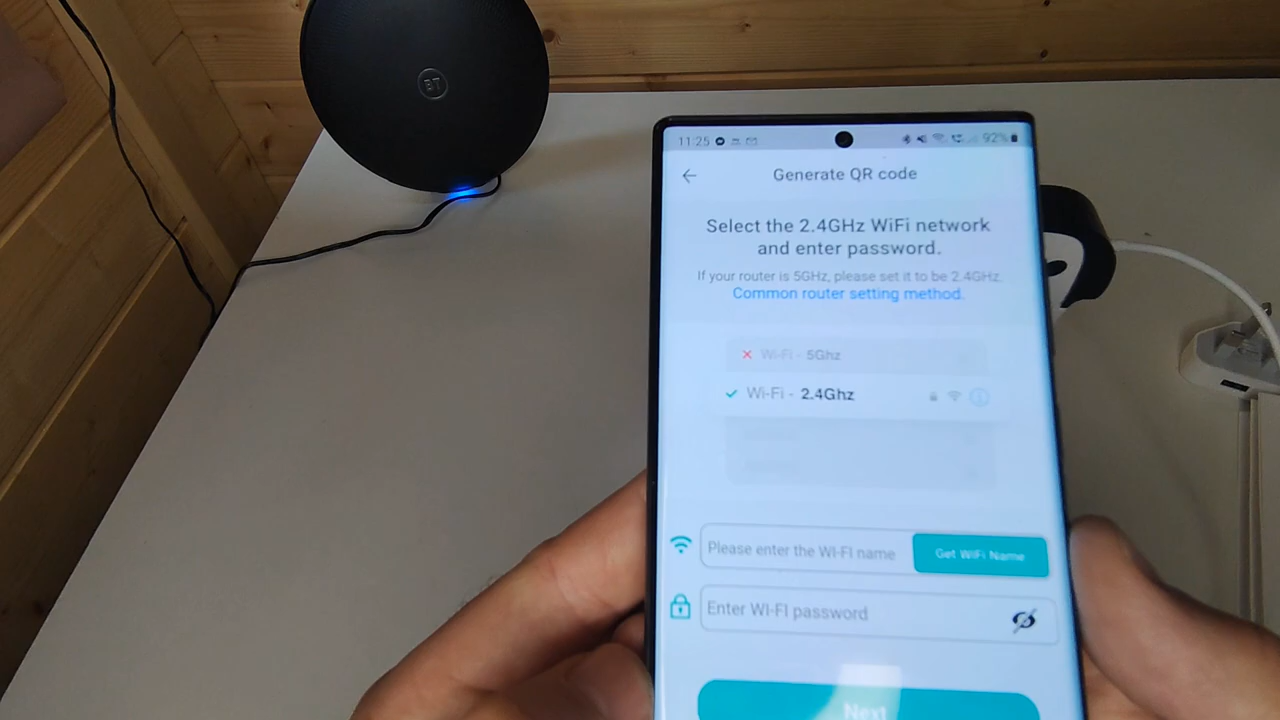 BT
11:25
92%
Generate QR code
Select the 2.4GHz WiFi network
and enter password.
If your router is 5GHz, please set it to be 2.4GHz.
Common router setting method.
Wi-Fi - 5Ghz
Wi-Fi - 2.4Ghz
Please enter the WI-FI name
Get WiFi Name
Enter WI-FI password
Next